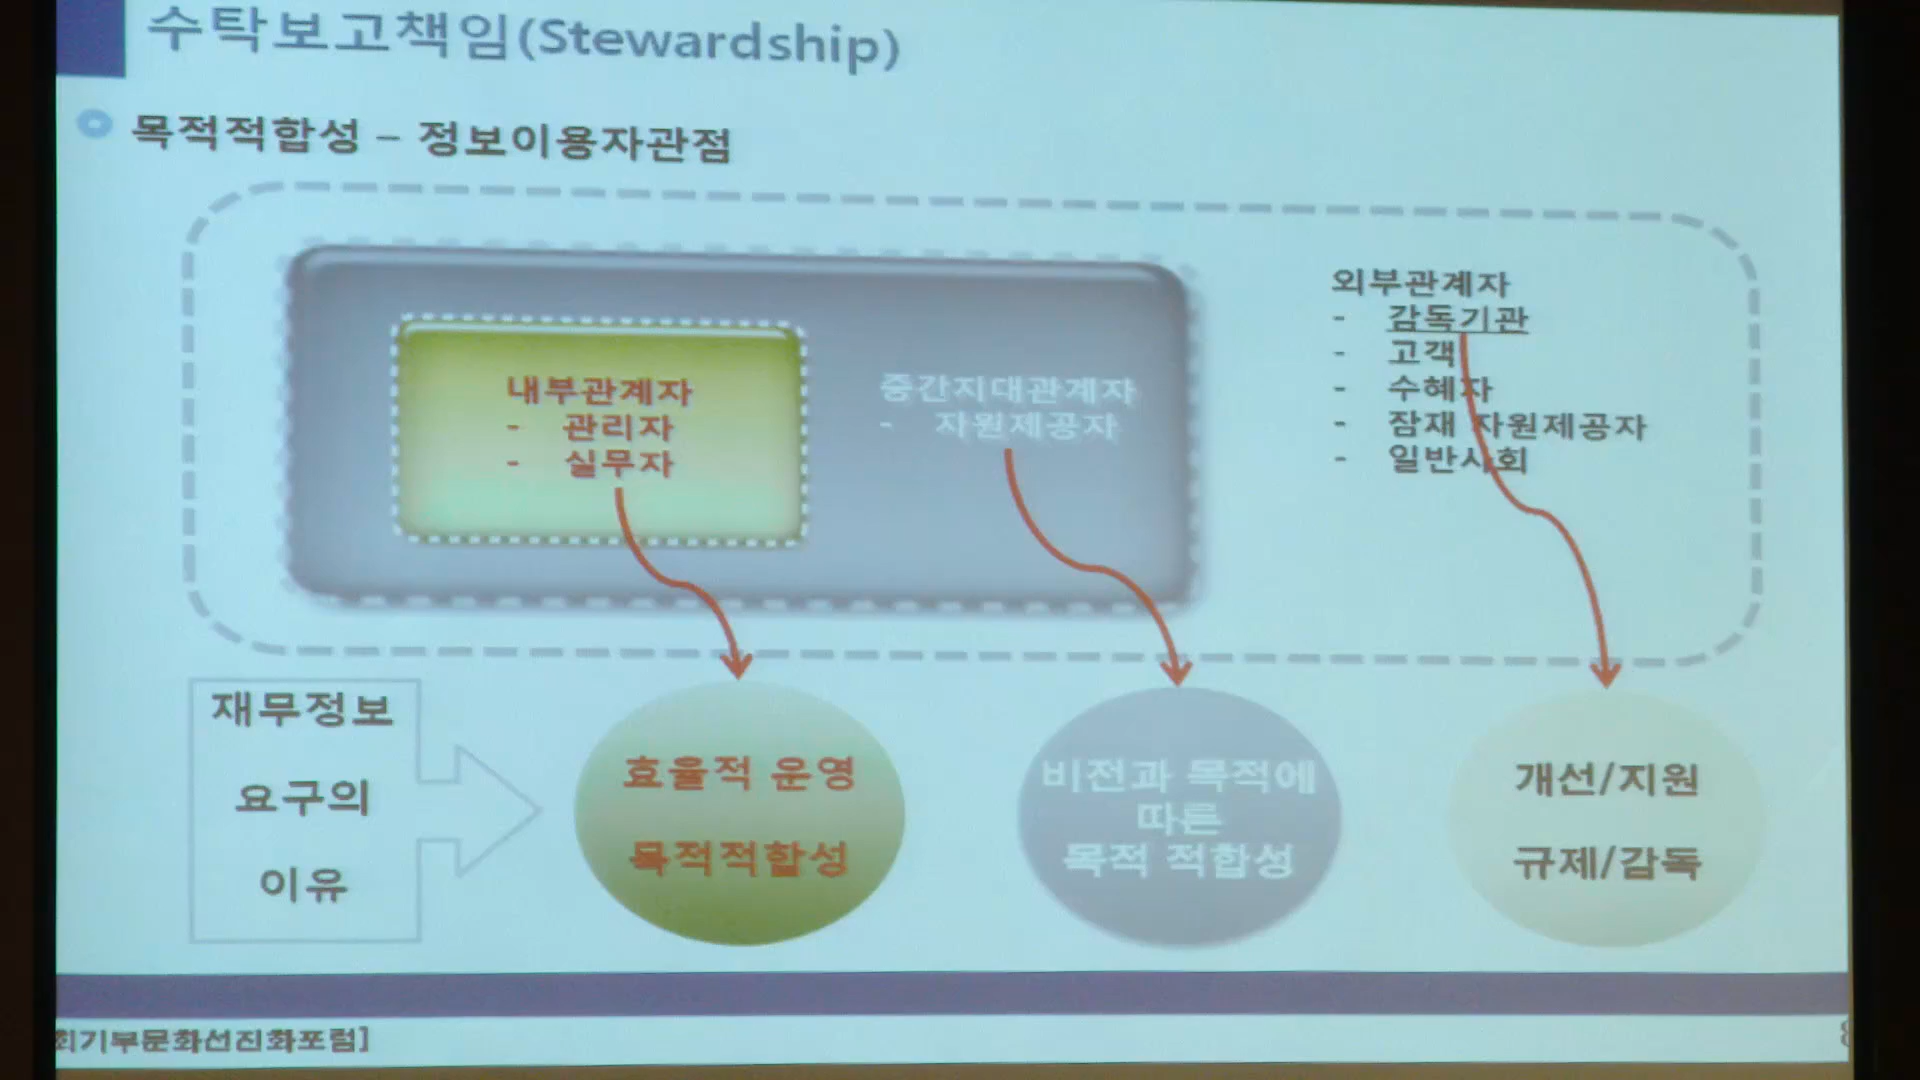 수탁보고책임(Stewardship)
목적적합성 – 정보이용자관점
내부관계자
- 관리자
- 실무자
중간지대관계자
- 자원제공자
외부관계자
- 감독기관
- 고객
- 수혜자
- 잠재 자원제공자
- 일반사회
재무정보
요구의
이유
효율적 운영
목적적합성
비전과 목적에
따른
목적 적합성
개선/지원
규제/감독
회기부문화선진화포럼]